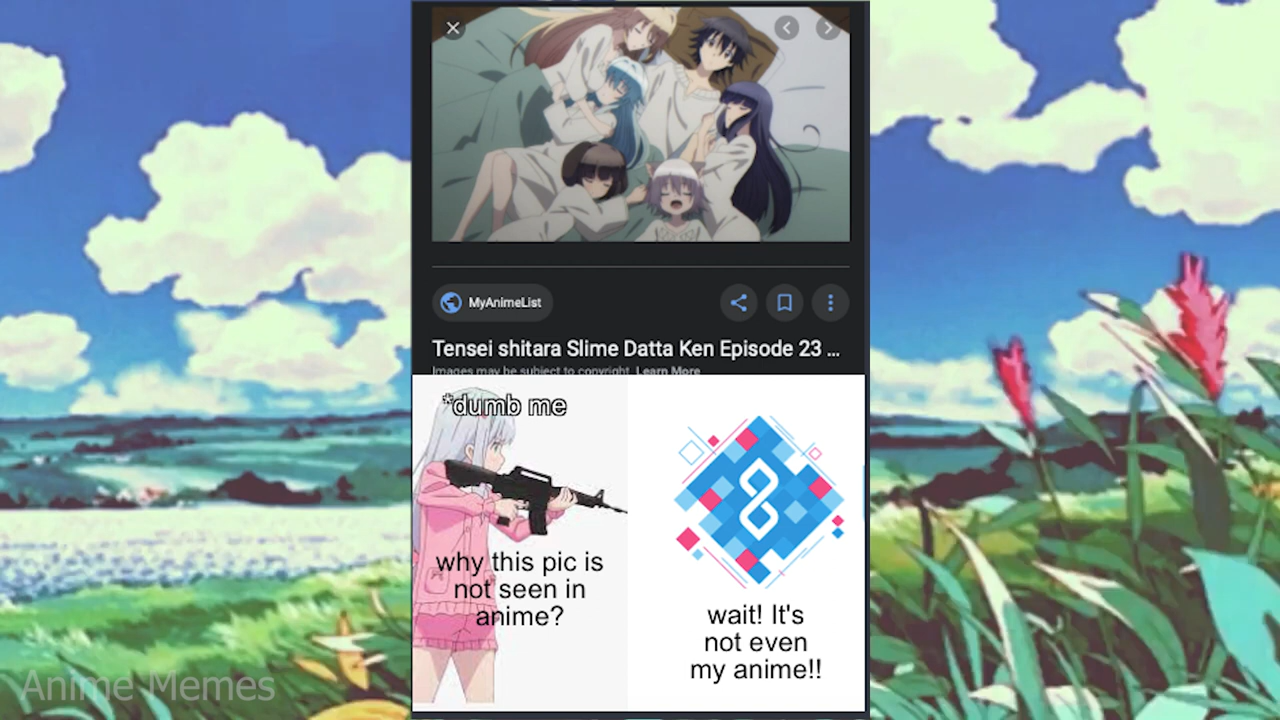 MyAnimeList
Tensei shitara Slime Datta Ken Episode 23 ...
Images may be subject to copyright. Learn More
*dumb me
why this pic is
not seen in
anime?
wait! It's
not even
my anime!!
Anime Memes